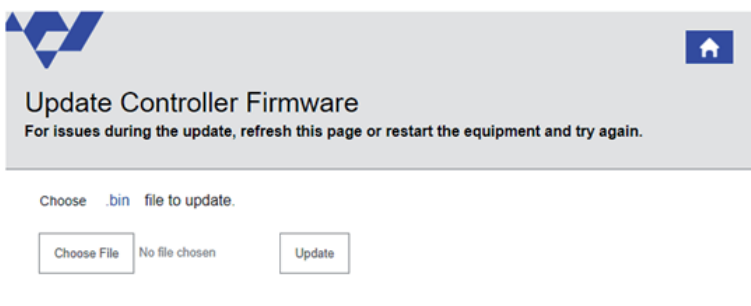 Update Controller Firmware
For issues during the update, refresh this page or restart the equipment and try again.
Choose .bin file to update.
Choose File No file chosen Update